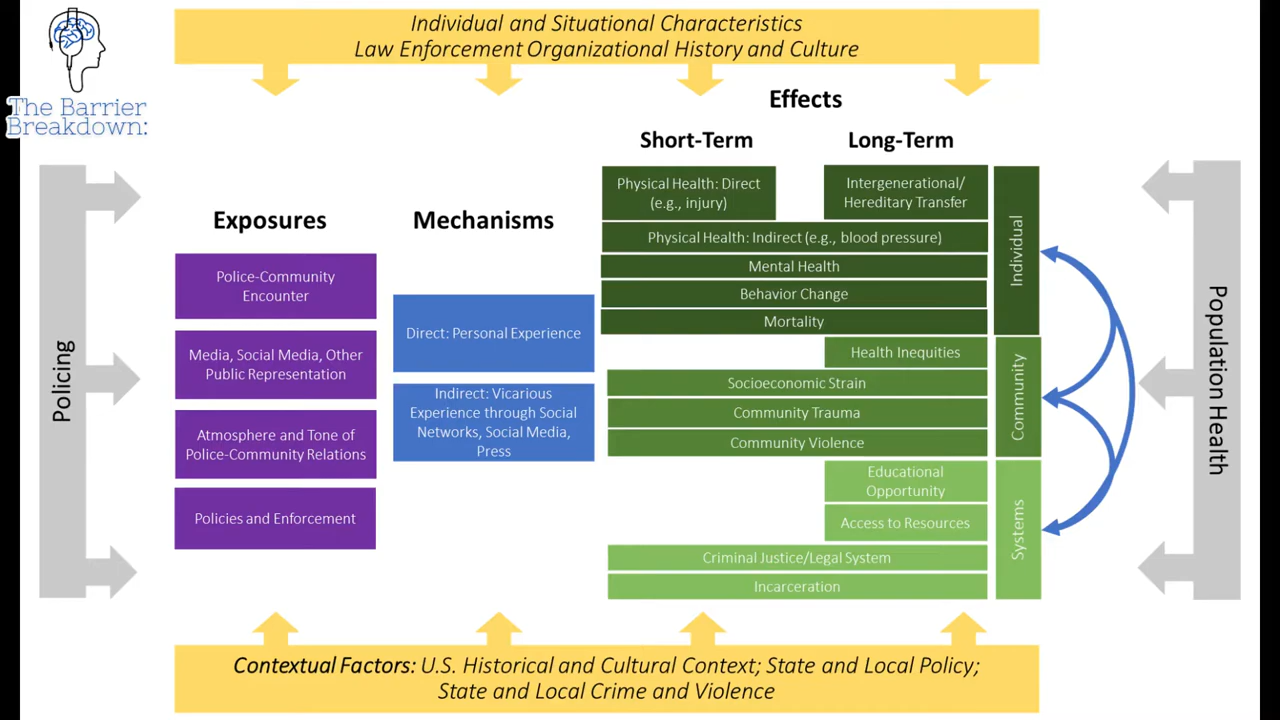 Individual and Situational Characteristics
Law Enforcement Organizational History and Culture
The Barrier
Breakdown:
Effects
Short-Term
Long-Term
Policing
Exposures
Police-Community
Encounter
Media, Social Media, Other
Public Representation
Atmosphere and Tone of
Police-Community Relations
Policies and Enforcement
Mechanisms
Direct: Personal Experience
Indirect: Vicarious
Experience through Social
Networks, Social Media,
Press
Physical Health: Direct
(e.g., injury)
Intergenerational/
Hereditary Transfer
Physical Health: Indirect (e.g., blood pressure)
Mental Health
Behavior Change
Mortality
Individual
Health Inequities
Socioeconomic Strain
Community Trauma
Community Violence
Community
Educational
Opportunity
Access to Resources
Criminal Justice/Legal System
Incarceration
Systems
Population Health
Contextual Factors: U.S. Historical and Cultural Context; State and Local Policy;
State and Local Crime and Violence